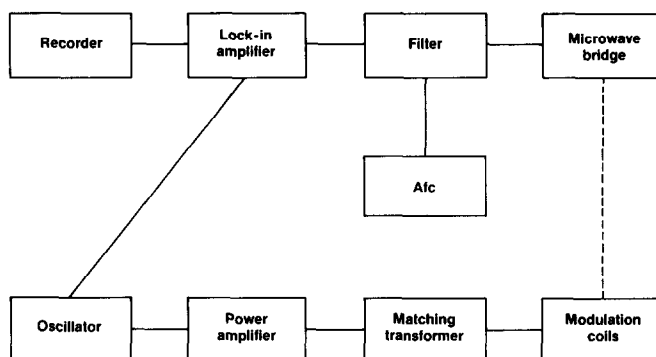 Recorder
Lock-in
amplifier
Filter
Microwave
bridge
Afc
Oscillator
Power
amplifier
Matching
transformer
Modulation
coils